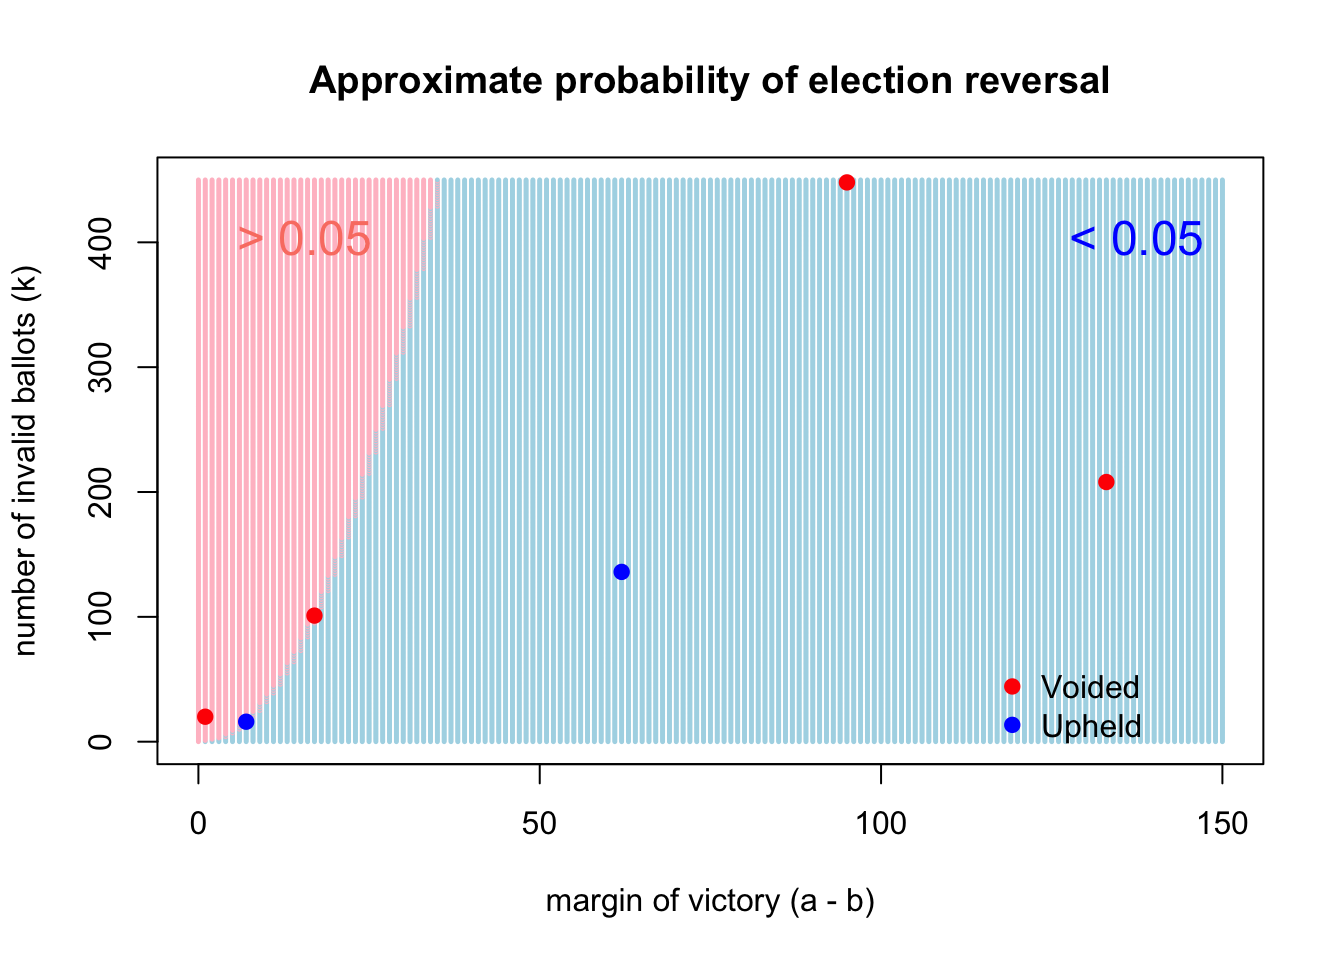 Approximate probability of election reversal
> 0.05
< 0.05
number of invalid ballots (k)
400
300
200
100
0
Voided
Upheld
0 50 100 150
margin of victory (a - b)